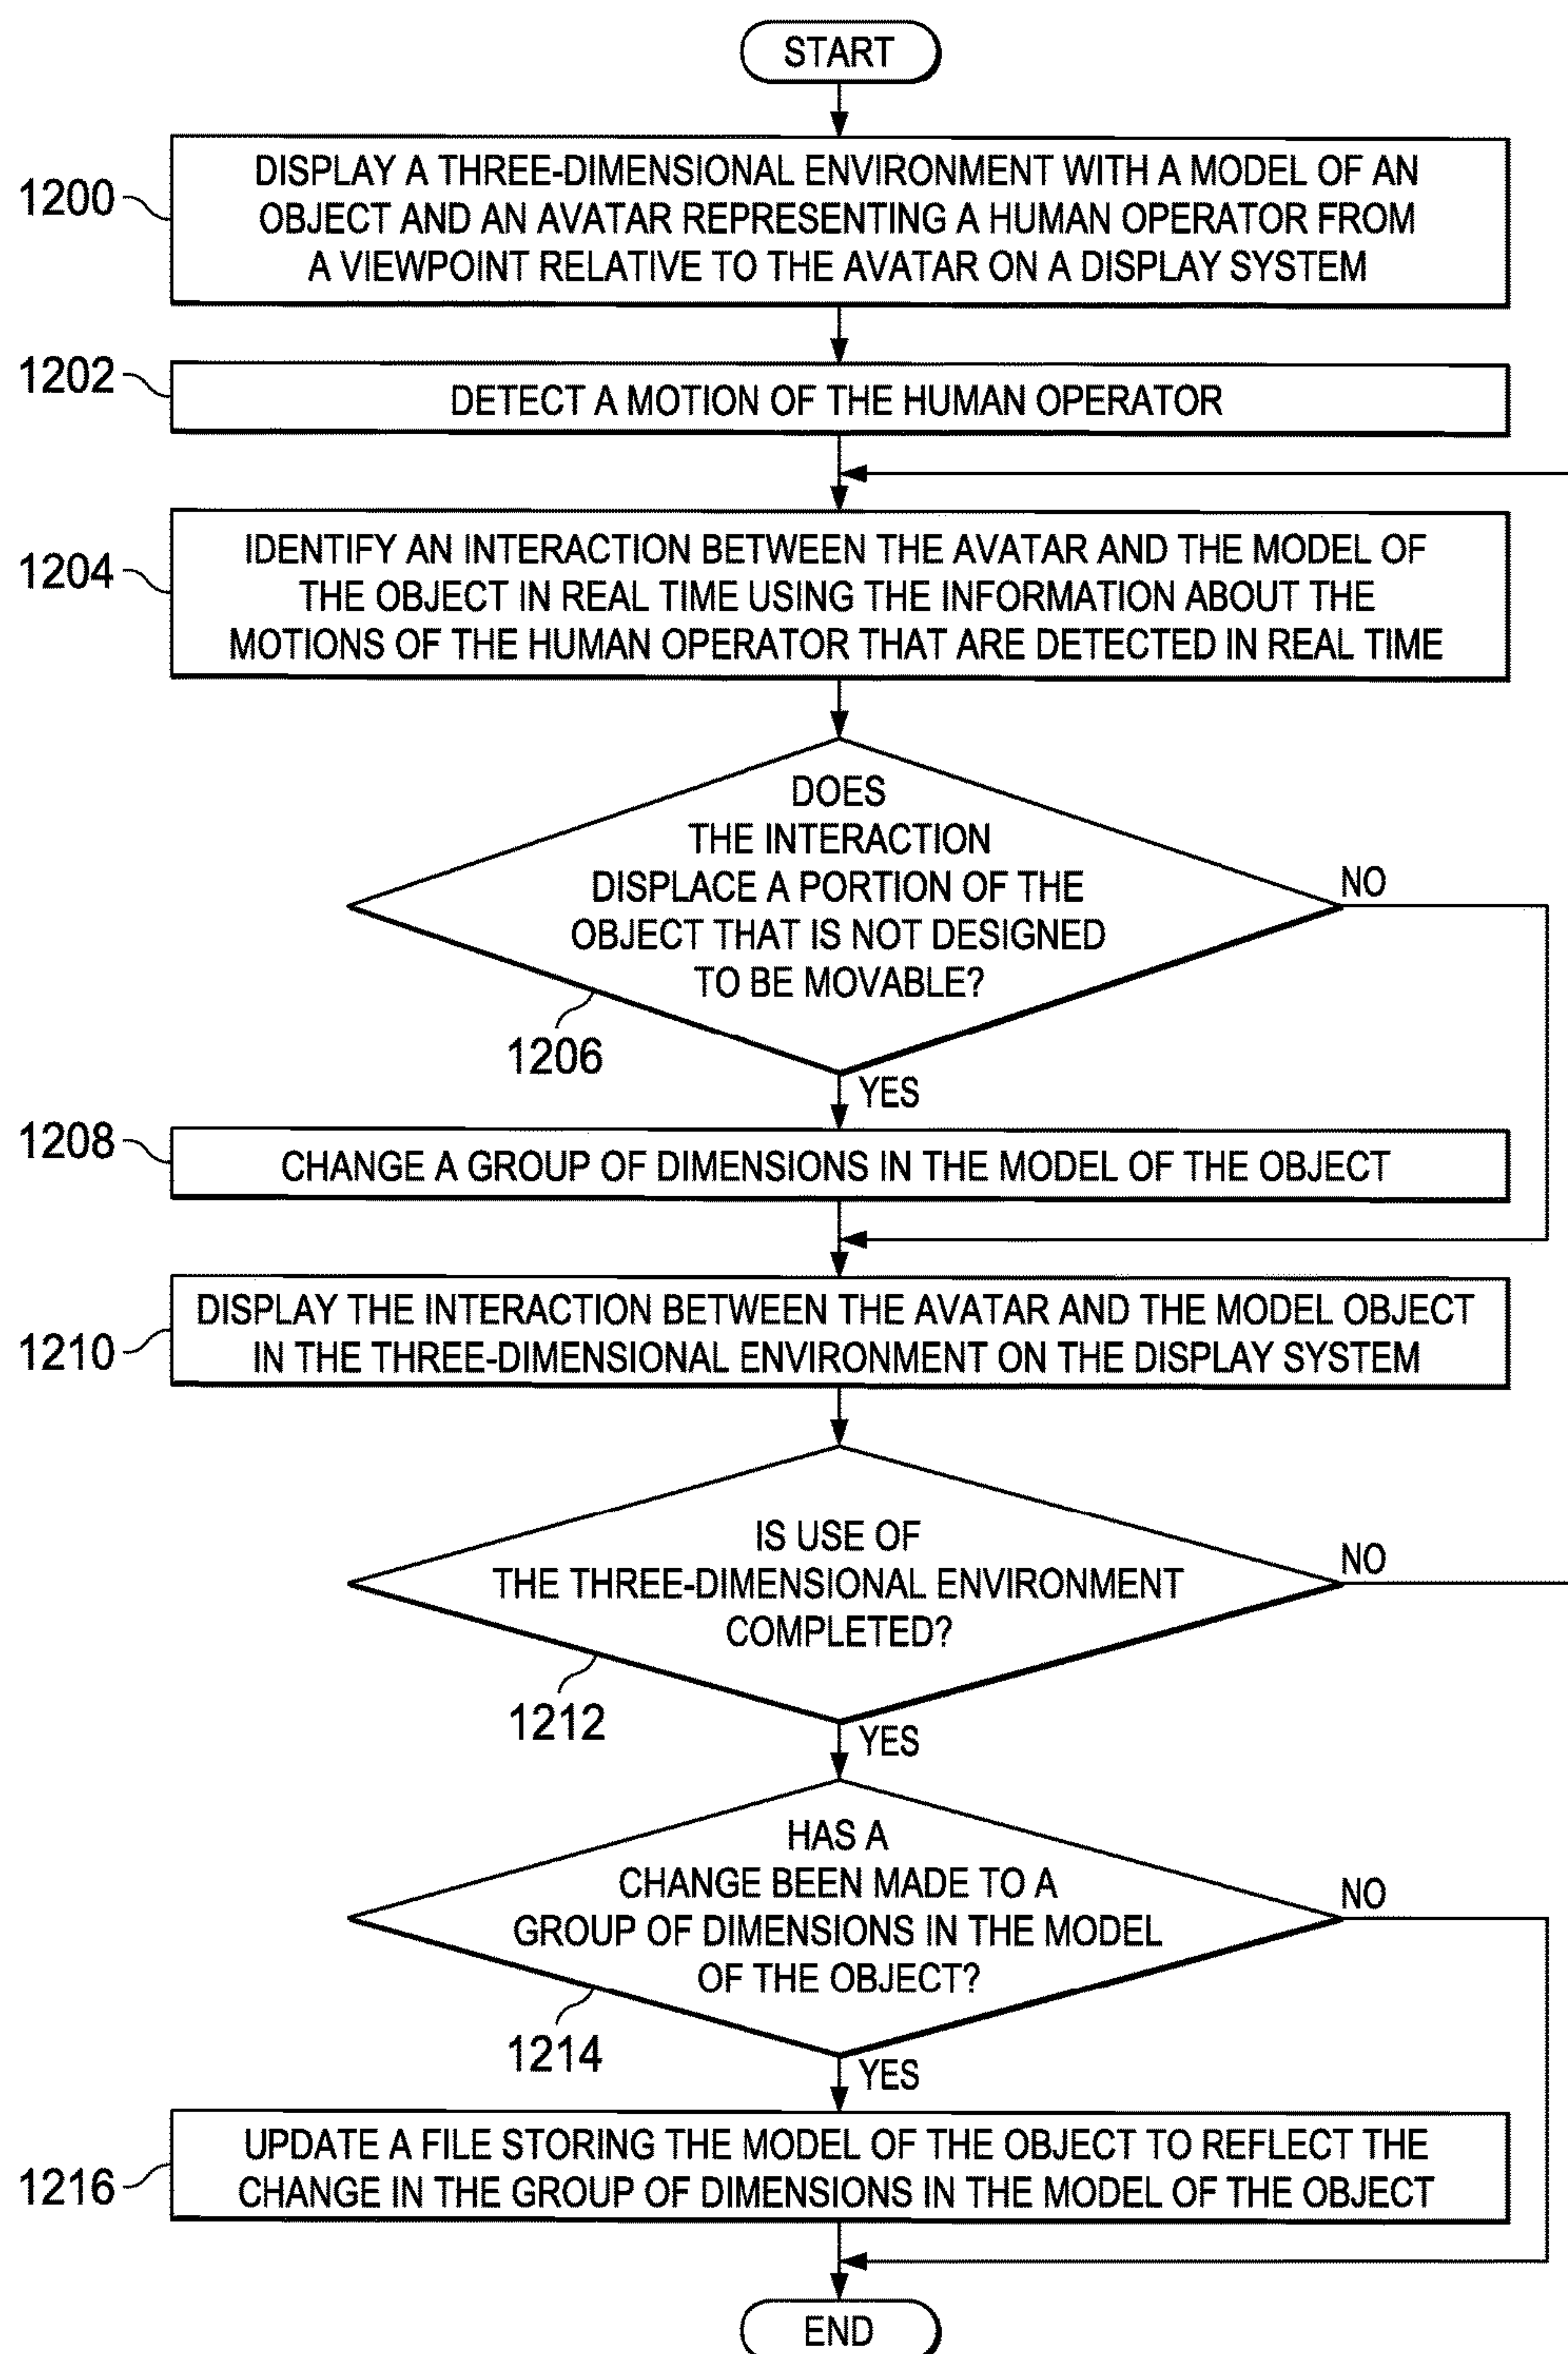 START
1200
DISPLAY A THREE-DIMENSIONAL ENVIRONMENT WITH A MODEL OF AN
OBJECT AND AN AVATAR REPRESENTING A HUMAN OPERATOR FROM
A VIEWPOINT RELATIVE TO THE AVATAR ON A DISPLAY SYSTEM
1202
DETECT A MOTION OF THE HUMAN OPERATOR
1204
IDENTIFY AN INTERACTION BETWEEN THE AVATAR AND THE MODEL OF
THE OBJECT IN REAL TIME USING THE INFORMATION ABOUT THE
MOTIONS OF THE HUMAN OPERATOR THAT ARE DETECTED IN REAL TIME
DOES
THE INTERACTION
DISPLACE A PORTION OF THE
OBJECT THAT IS NOT DESIGNED
TO BE MOVABLE?
NO
1206
YES
1208
CHANGE A GROUP OF DIMENSIONS IN THE MODEL OF THE OBJECT
1210
DISPLAY THE INTERACTION BETWEEN THE AVATAR AND THE MODEL OBJECT
IN THE THREE-DIMENSIONAL ENVIRONMENT ON THE DISPLAY SYSTEM
IS USE OF
THE THREE-DIMENSIONAL ENVIRONMENT
COMPLETED?
NO
1212
YES
HAS A
CHANGE BEEN MADE TO A
GROUP OF DIMENSIONS IN THE MODEL
OF THE OBJECT?
NO
1214
YES
1216
UPDATE A FILE STORING THE MODEL OF THE OBJECT TO REFLECT THE
CHANGE IN THE GROUP OF DIMENSIONS IN THE MODEL OF THE OBJECT
END